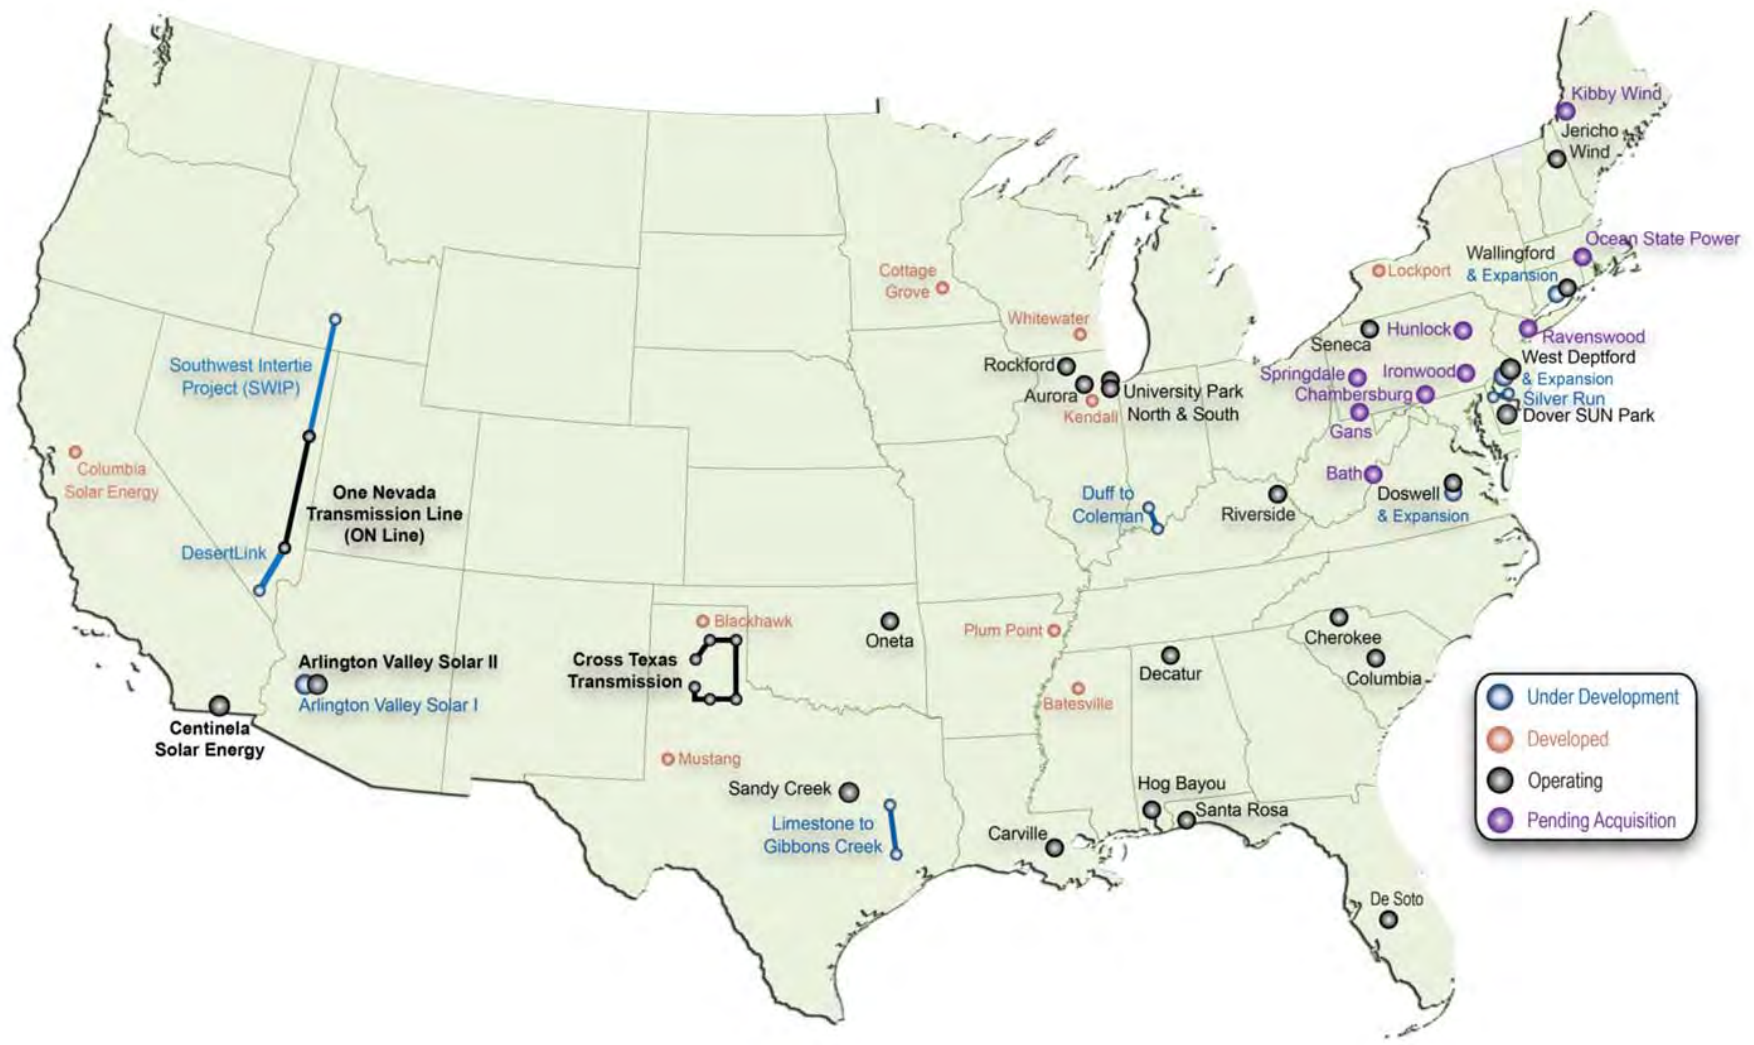 Kibby Wind
Jericho
Wind
Ocean State Power
Wallingford
& Expansion
Lockport
Cottage
Grove
Whitewater
Hunlock
Ravenswood
Seneca
Southwest Intertie
Project (SWIP)
Rockford
West Deptford
& Expansion
Springdale
Ironwood
Aurora
University Park
North & South
Chambersburg
Silver Run
Kendall
Dover SUN Park
Gans
Columbia
Solar Energy
Bath
One Nevada
Transmission Line
(ON Line)
Duff to
Coleman
Riverside
Doswell
& Expansion
DesertLink
Blackhawk
Oneta
Plum Point
Cherokee
Cross Texas
Transmission
Arlington Valley Solar II
Decatur
Columbia
Arlington Valley Solar I
Batesville
Centinela
Solar Energy
Mustang
Sandy Creek
Hog Bayou
Santa Rosa
Limestone to
Gibbons Creek
Carville
De Soto
Under Development
Developed
Operating
Pending Acquisition